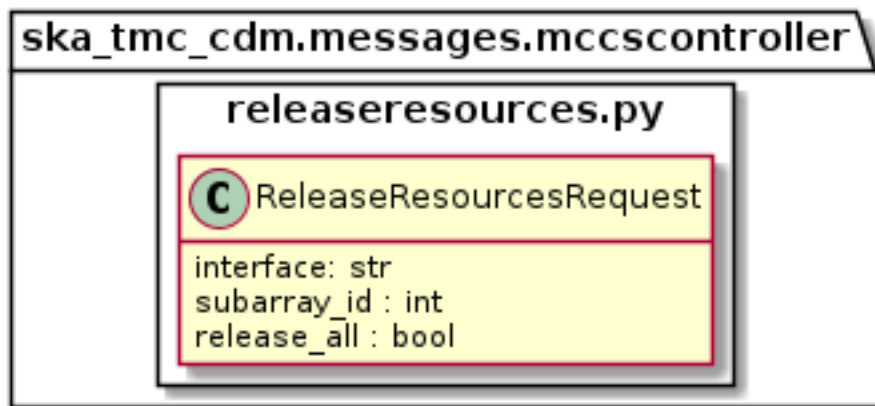 ska_tmc_cdm.messages.mccscontroller
releaseresources.py
C ReleaseResourcesRequest
interface: str
subarray_id : int
release_all : bool